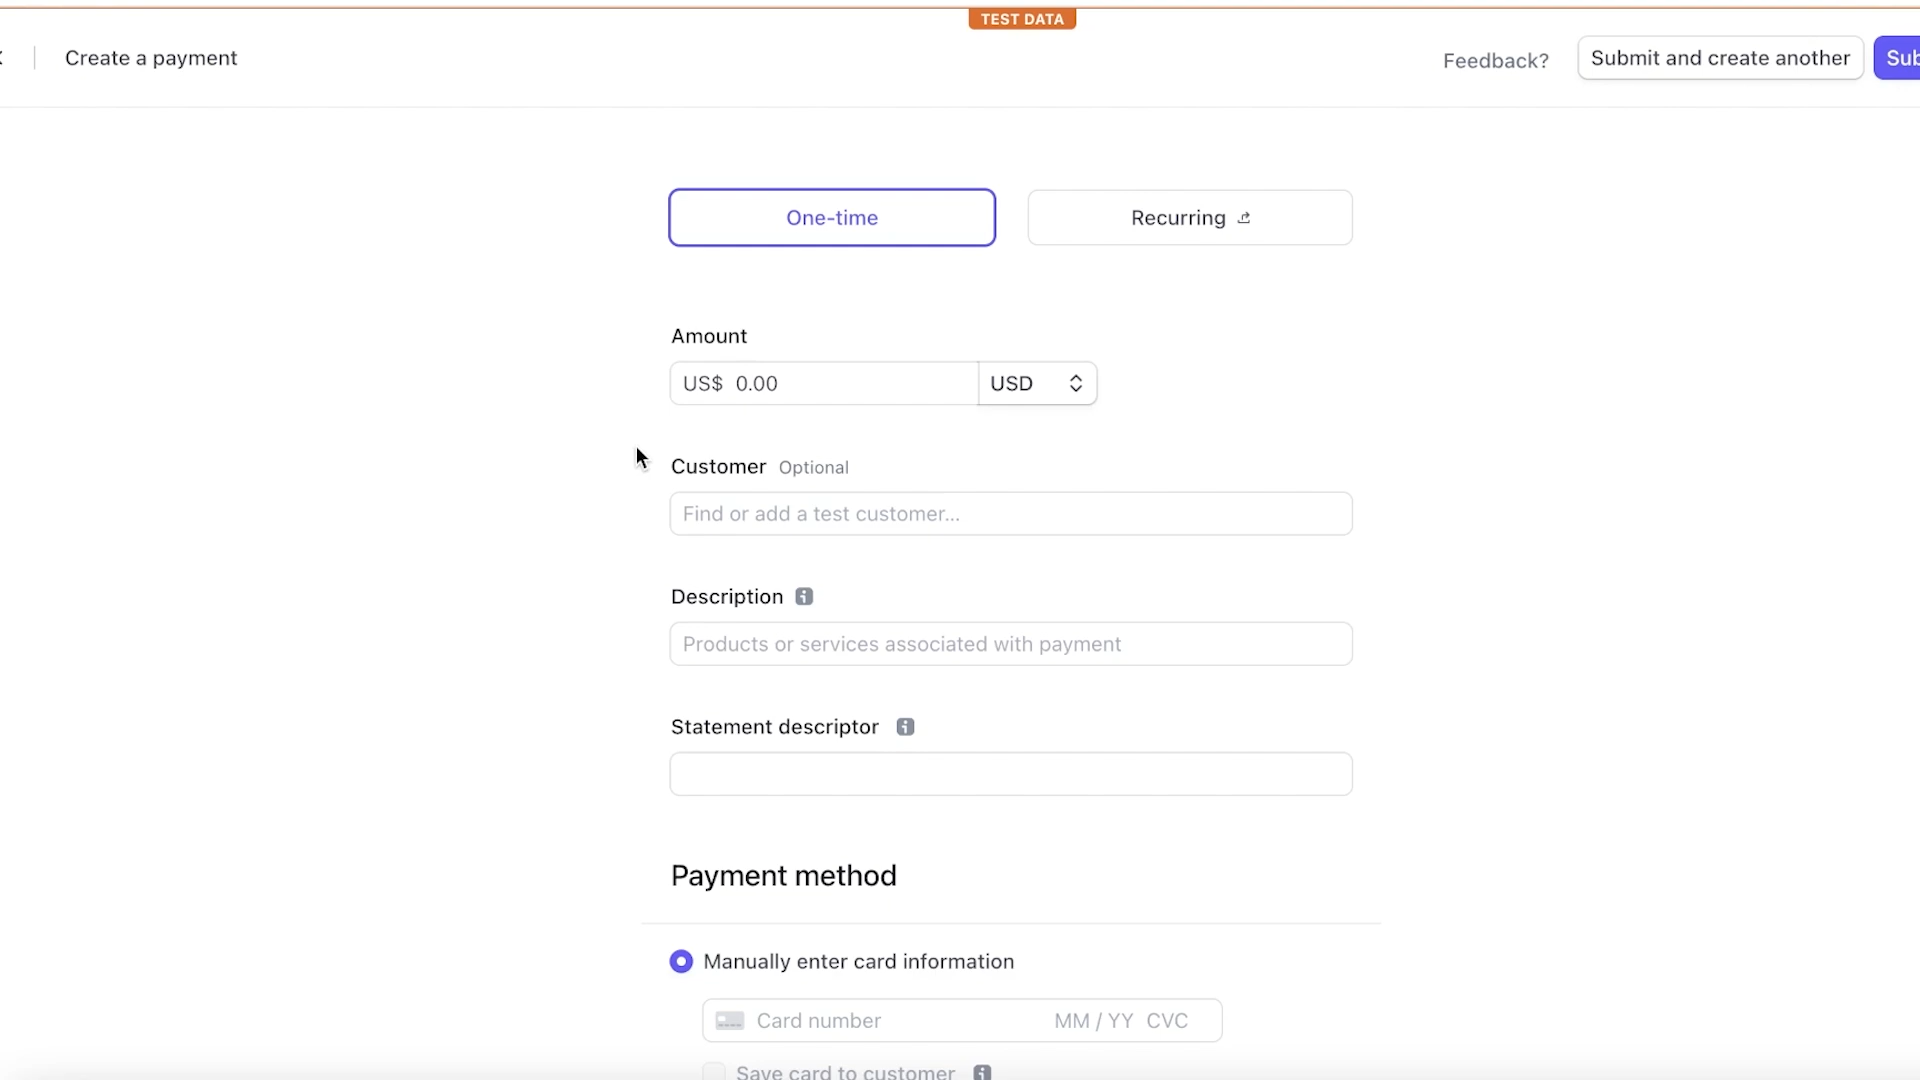 TEST DATA
Create a payment
Feedback?
Submit and create another
Sub
One-time
Recurring
Amount
US$ 0.00
USD
Customer Optional
Find or add a test customer...
Description
Products or services associated with payment
Statement descriptor
Payment method
Manually enter card information
Card number MM / YY CVC
Save card to customer